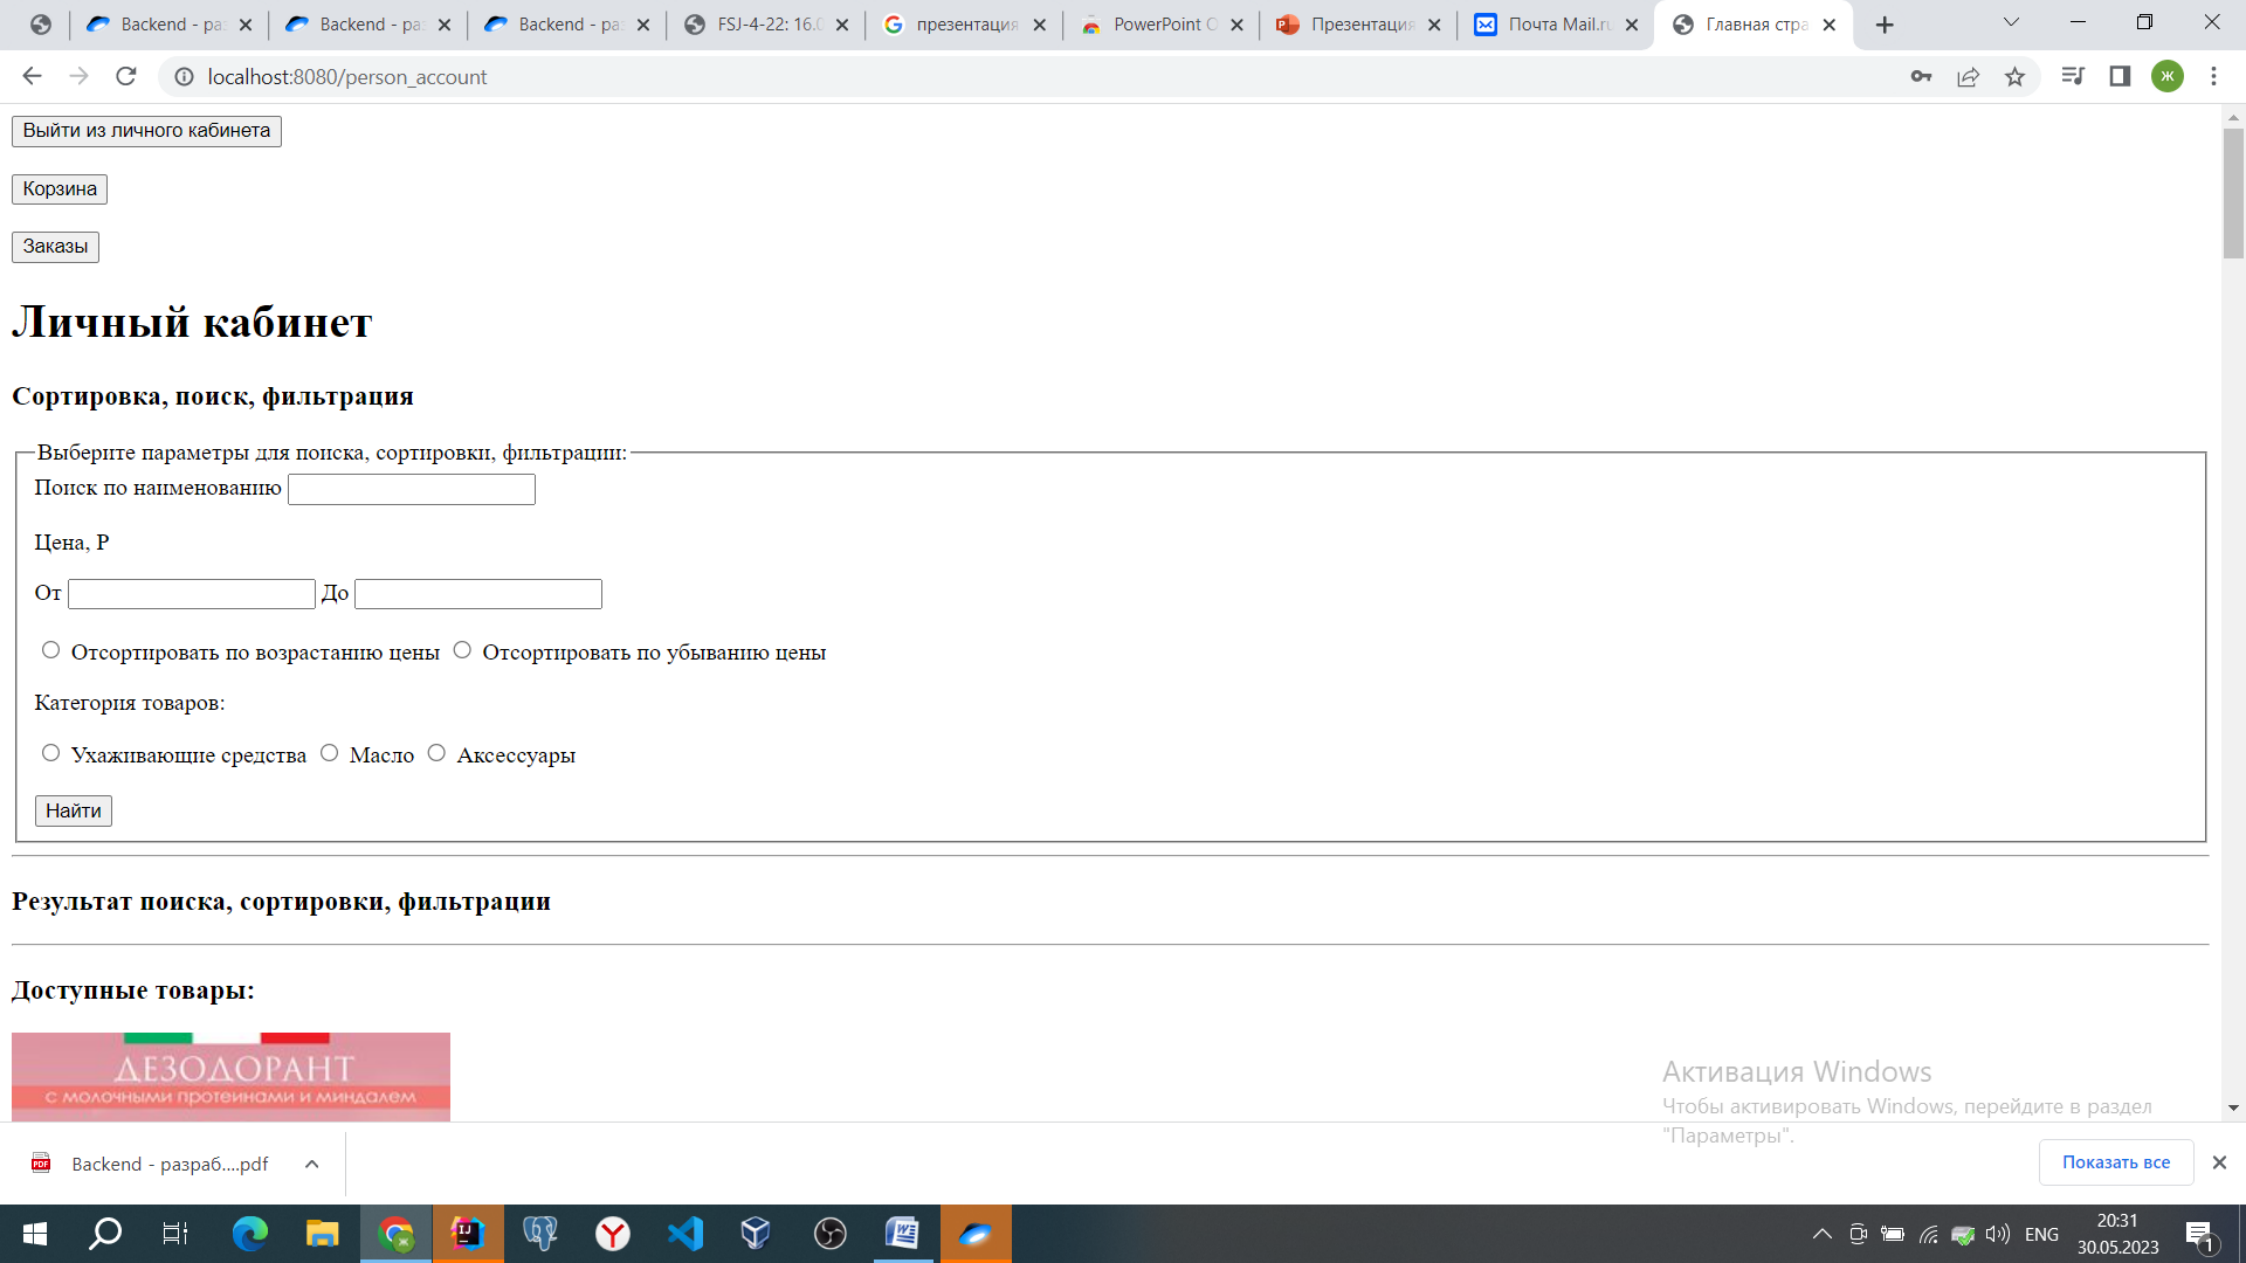 Backend - ра
Backend - ра
Backend - ра
FSJ-4-22: 16.0
презентация
PowerPoint O
Презентация
Почта Mail.ru
Главная стра
localhost:8080/person_account
ж
Выйти из личного кабинета
Корзина
Заказы
Личный кабинет
Сортировка, поиск, фильтрация
Выберите параметры для поиска, сортировки, фильтрации:
Поиск по наименованию
Цена, Р
От До
Отсортировать по возрастанию цены Отсортировать по убыванию цены
Категория товаров:
Ухаживающие средства Масло Аксессуары
Найти
Результат поиска, сортировки, фильтрации
Доступные товары:
ДЕЗОДОРАНТ
С МОЛОЧНЫМИ ПРОТЕИНАМИ И МИНДАЛЕМ
Активация Windows
Чтобы активировать Windows, перейдите в раздел
"Параметры".
PDF
Backend - разраб....pdf
Показать все
ENG
20:31
30.05.2023
1